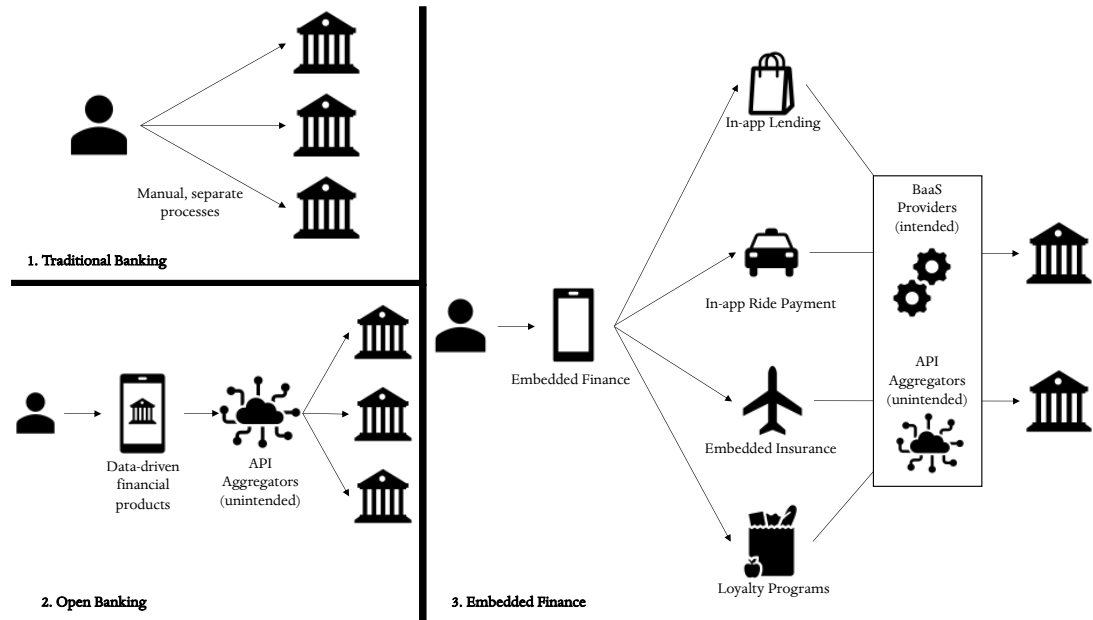 Manual, separate
processes
1. Traditional Banking
Data-driven
financial
products
API
Aggregators
(unintended)
2. Open Banking
Embedded Finance
In-app Lending
In-app Ride Payment
Embedded Insurance
Loyalty Programs
BaaS
Providers
(intended)
API
Aggregators
(unintended)
3. Embedded Finance